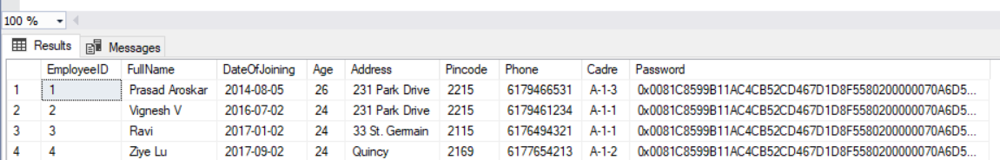 100 %
Results Messages
EmployeeID FullName DateOfJoining Age Address Pincode Phone Cadre Password
1 1 Prasad Aroskar 2014-08-05 26 231 Park Drive 2215 6179466531 A-1-3 0x0081C8599B11AC4CB52CD467D1D8F5580200000070A6D5...
2 2 Vignesh V 2016-07-02 24 231 Park Drive 2215 6179461234 A-1-1 0x0081C8599B11AC4CB52CD467D1D8F5580200000070A6D5...
3 3 Ravi 2017-01-02 24 33 St. Germain 2115 6176494321 A-1-1 0x0081C8599B11AC4CB52CD467D1D8F5580200000070A6D5...
4 4 Ziye Lu 2017-09-02 24 Quincy 2169 6177654213 A-1-2 0x0081C8599B11AC4CB52CD467D1D8F5580200000070A6D5...